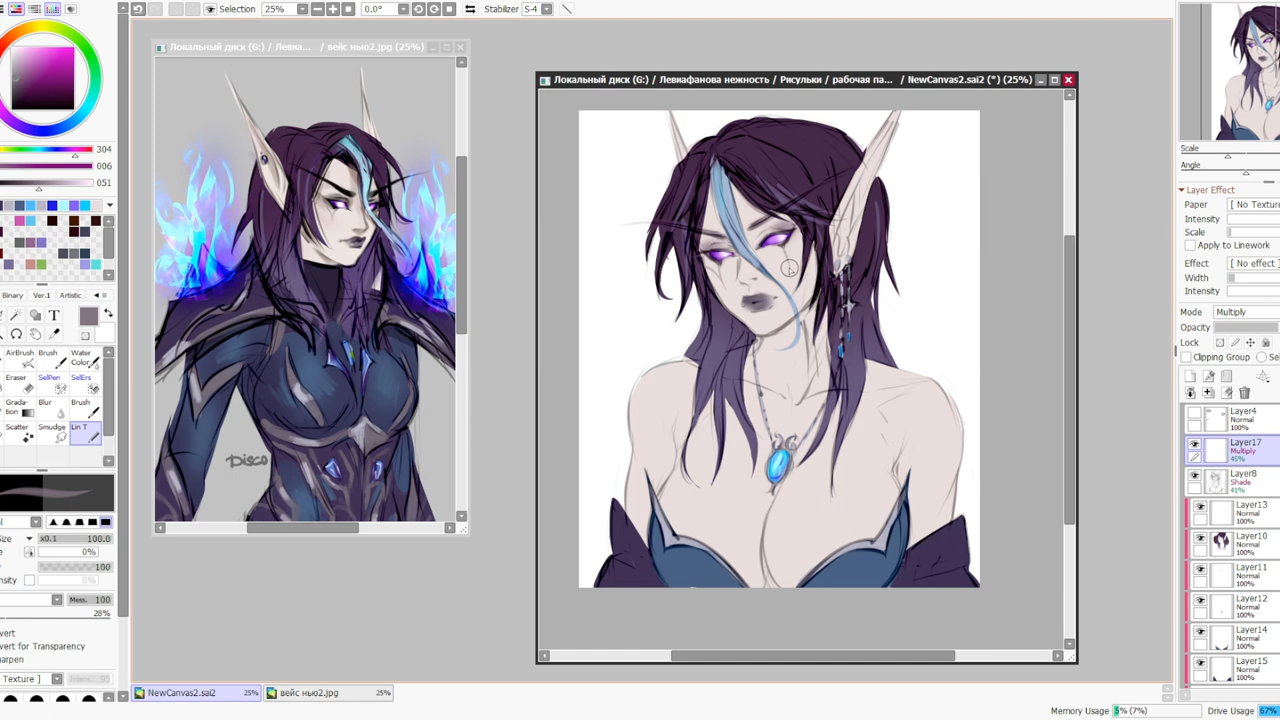 Selection 25% 0.0° Stabilizer S-4
Локальный диск (G:) / Левиа... / вейс нью2.jpg (25%)
Локальный диск (G:) / Левиафанова нежность / Рисульки / рабочая па... / NewCanvas2.sai2 (*) (25%)
304
006
051
Binary Ver.1 Artistic
T
AirBrush Brush Water Color
Eraser SelPen SelErs
Gradation Blur Brush
Scatter Smudge Lin T
Size x0.1 100.0
0%
100
0%
Mess. 100
28%
vert
vert for Transparency
arpen
Texture ] Intens. 95
Disco
Scale
Angle
Layer Effect
Paper [ No Texture
Intensity
Scale
Apply to Linework
Effect [ No effect ]
Width
Intensity
Mode Multiply
Opacity
Lock
Clipping Group Se
Layer4
Normal
100%
Layer17
Multiply
45%
Layer8
Shade
41%
Layer13
Normal
100%
Layer10
Normal
100%
Layer11
Normal
100%
Layer12
Normal
100%
Layer14
Normal
100%
Layer15
Normal
100%
NewCanvas2.sai2 25% вейс нью2.jpg 25%
Memory Usage 5% (7%) Drive Usage 67%